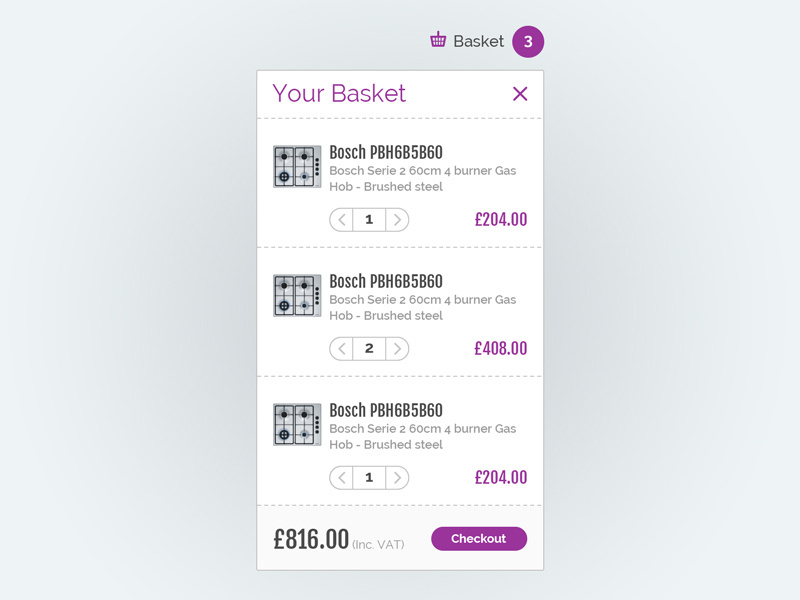 Basket 3
Your Basket
Bosch PBH6B5B60
Bosch Serie 2 60cm 4 burner Gas
Hob - Brushed steel
1 £204.00
Bosch PBH6B5B60
Bosch Serie 2 60cm 4 burner Gas
Hob - Brushed steel
2 £408.00
Bosch PBH6B5B60
Bosch Serie 2 60cm 4 burner Gas
Hob - Brushed steel
1 £204.00
£816.00 (Inc. VAT) Checkout